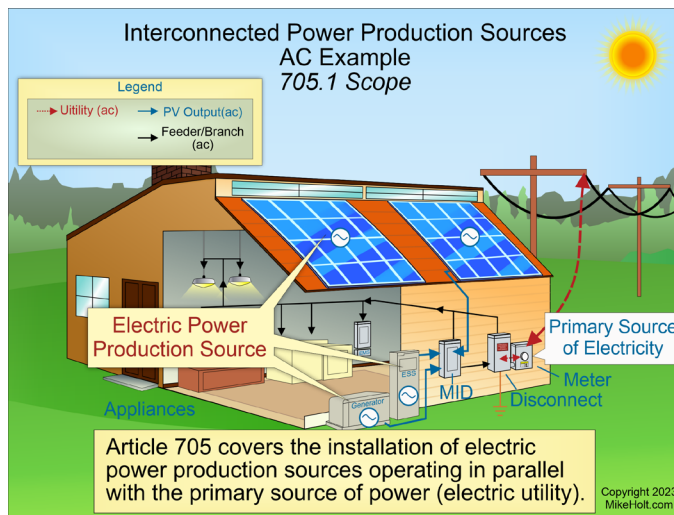 Interconnected Power Production Sources
AC Example
705.1 Scope
Legend
Uitility (ac)
PV Output(ac)
Feeder/Branch
(ac)
Electric Power
Production Source
Primary Source
of Electricity
ESS
Generator
MID
Meter
Disconnect
Appliances
Article 705 covers the installation of electric
power production sources operating in parallel
with the primary source of power (electric utility).
Copyright 2023
MikeHolt.com